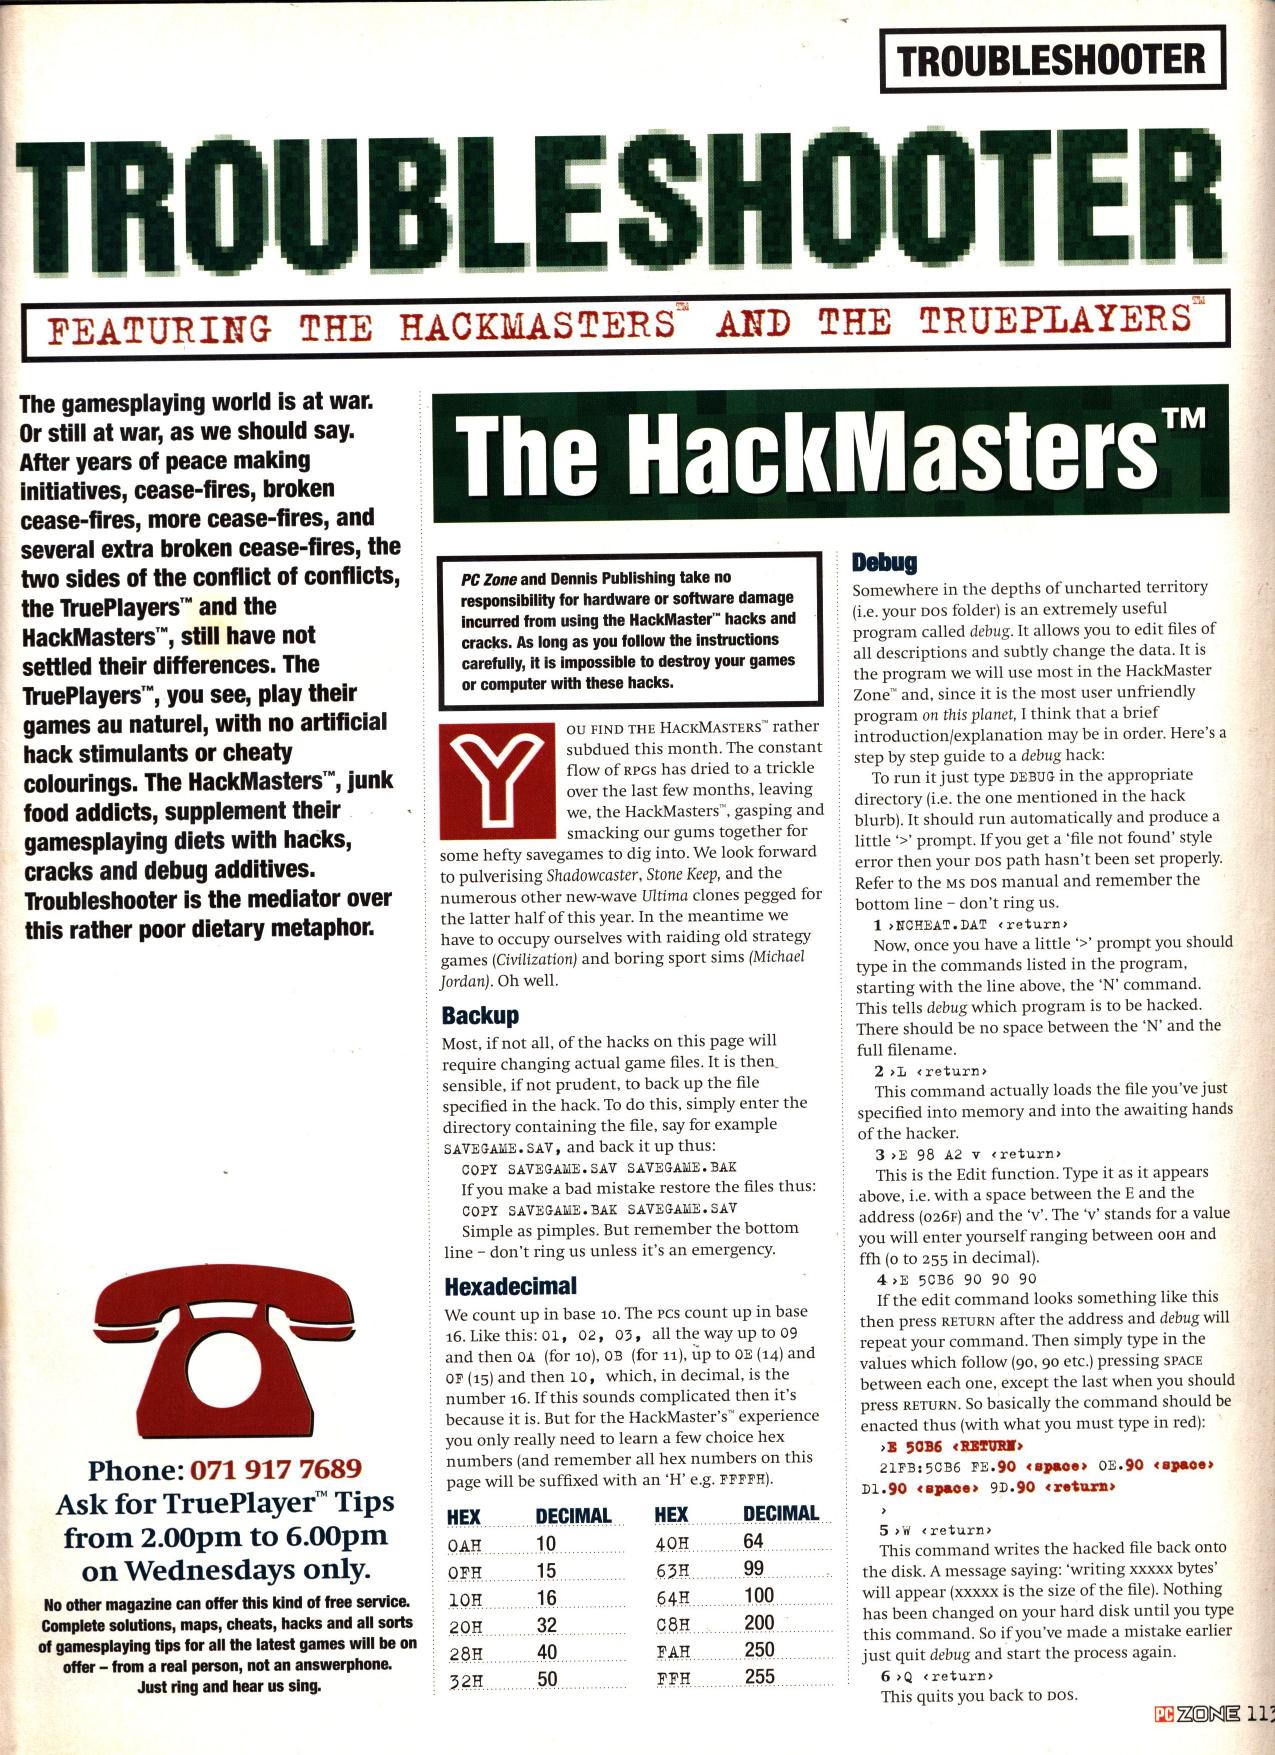 TROUBLESHOOTER
TROUBLESHOOTER
FEATURING THE HACKMASTERS™ AND THE TRUEPLAYERS™
The gamesplaying world is at war.
Or still at war, as we should say.
After years of peace making
initiatives, cease-fires, broken
cease-fires, more cease-fires, and
several extra broken cease-fires, the
two sides of the conflict of conflicts,
the TruePlayers™ and the
HackMasters™, still have not
settled their differences. The
TruePlayers™, you see, play their
games au naturel, with no artificial
hack stimulants or cheaty
colourings. The HackMasters™, junk
food addicts, supplement their
gamesplaying diets with hacks,
cracks and debug additives.
Troubleshooter is the mediator over
this rather poor dietary metaphor.
Phone: 071 917 7689
Ask for TruePlayer™ Tips
from 2.00pm to 6.00pm
on Wednesdays only.
No other magazine can offer this kind of free service.
Complete solutions, maps, cheats, hacks and all sorts
of gamesplaying tips for all the latest games will be on
offer – from a real person, not an answerphone.
Just ring and hear us sing.
The HackMasters™
PC Zone and Dennis Publishing take no
responsibility for hardware or software damage
incurred from using the HackMaster™ hacks and
cracks. As long as you follow the instructions
carefully, it is impossible to destroy your games
or computer with these hacks.
YOU FIND THE HACKMASTERS™ rather
subdued this month. The constant
flow of RPGs has dried to a trickle
over the last few months, leaving
we, the HackMasters™, gasping and
smacking our gums together for
some hefty savegames to dig into. We look forward
to pulverising Shadowcaster, Stone Keep, and the
numerous other new-wave Ultima clones pegged for
the latter half of this year. In the meantime we
have to occupy ourselves with raiding old strategy
games (Civilization) and boring sport sims (Michael
Jordan). Oh well.
Backup
Most, if not all, of the hacks on this page will
require changing actual game files. It is then
sensible, if not prudent, to back up the file
specified in the hack. To do this, simply enter the
directory containing the file, say for example
SAVEGAME.SAV, and back it up thus:
COPY SAVEGAME.SAV SAVEGAME.BAK
If you make a bad mistake restore the files thus:
COPY SAVEGAME.BAK SAVEGAME.SAV
Simple as pimples. But remember the bottom
line – don't ring us unless it's an emergency.
Hexadecimal
We count up in base 10. The PCs count up in base
16. Like this: 01, 02, 03, all the way up to 09
and then 0A (for 10), 0B (for 11), up to 0E (14) and
0F (15) and then 10, which, in decimal, is the
number 16. If this sounds complicated then it's
because it is. But for the HackMaster's™ experience
you only really need to learn a few choice hex
numbers (and remember all hex numbers on this
page will be suffixed with an 'H' e.g. FFFFH).
HEX DECIMAL HEX DECIMAL
0AH 10 40H 64
0FH 15 63H 99
10H 16 64H 100
20H 32 C8H 200
28H 40 FAH 250
32H 50 FFH 255
Debug
Somewhere in the depths of uncharted territory
(i.e. your DOS folder) is an extremely useful
program called debug. It allows you to edit files of
all descriptions and subtly change the data. It is
the program we will use most in the HackMaster
Zone™ and, since it is the most user unfriendly
program on this planet, I think that a brief
introduction/explanation may be in order. Here's a
step by step guide to a debug hack:
To run it just type DEBUG in the appropriate
directory (i.e. the one mentioned in the hack
blurb). It should run automatically and produce a
little '>' prompt. If you get a 'file not found' style
error then your DOS path hasn't been set properly.
Refer to the MS DOS manual and remember the
bottom line – don't ring us.
1 >NCHEAT.DAT <return>
Now, once you have a little '>' prompt you should
type in the commands listed in the program,
starting with the line above, the 'N' command.
This tells debug which program is to be hacked.
There should be no space between the 'N' and the
full filename.
2 >L <return>
This command actually loads the file you've just
specified into memory and into the awaiting hands
of the hacker.
3 >E 98 A2 v <return>
This is the Edit function. Type it as it appears
above, i.e. with a space between the E and the
address (026F) and the 'v'. The 'v' stands for a value
you will enter yourself ranging between 00H and
ffh (0 to 255 in decimal).
4 >E 5CB6 90 90 90
If the edit command looks something like this
then press RETURN after the address and debug will
repeat your command. Then simply type in the
values which follow (90, 90 etc.) pressing SPACE
between each one, except the last when you should
press RETURN. So basically the command should be
enacted thus (with what you must type in red):
>E 5CB6 <RETURN>
21FB:5CB6 FE.90 <space> 0E.90 <space>
D1.90 <space> 9D.90 <return>
>
5 >W <return>
This command writes the hacked file back onto
the disk. A message saying: 'writing xxxxx bytes'
will appear (xxxxx is the size of the file). Nothing
has been changed on your hard disk until you type
this command. So if you've made a mistake earlier
just quit debug and start the process again.
6 >Q <return>
This quits you back to DOS.
PC ZONE 113